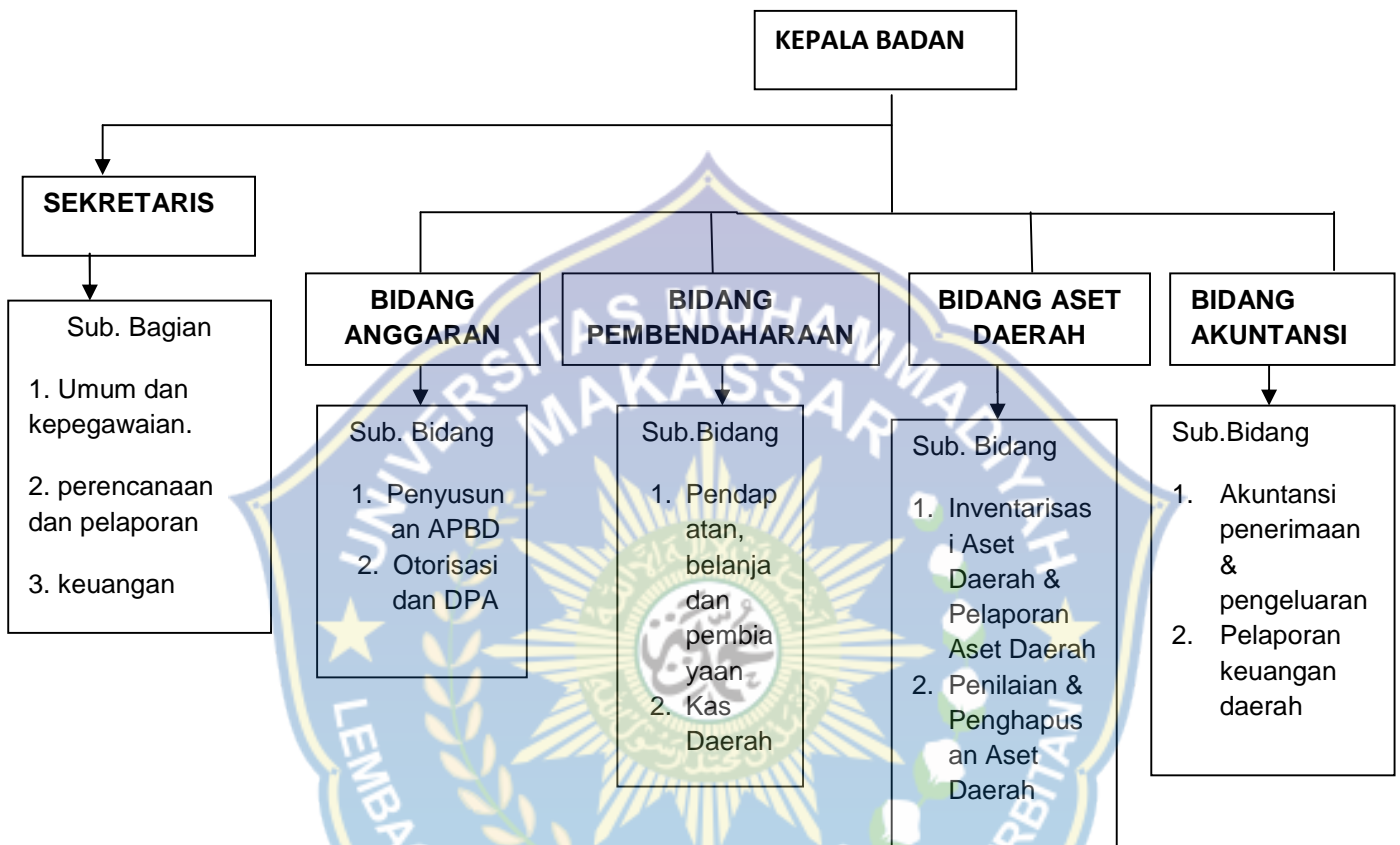 KEPALA BADAN
SEKRETARIS
Sub. Bagian
1. Umum dan
kepegawaian.
2. perencanaan
dan pelaporan
3. keuangan
BIDANG
ANGGARAN
Sub. Bidang
1. Penyusun
an APBD
2. Otorisasi
dan DPA
BIDANG
PEMBENDAHARAAN
Sub.Bidang
1. Pendap
atan,
belanja
dan
pembia
yaan
2. Kas
Daerah
BIDANG ASET
DAERAH
Sub. Bidang
1. Inventarisas
i Aset
Daerah &
Pelaporan
Aset Daerah
2. Penilaian &
Penghapus
an Aset
Daerah
BIDANG
AKUNTANSI
Sub.Bidang
1. Akuntansi
penerimaan
&
pengeluaran
2. Pelaporan
keuangan
daerah
UNIVERSITAS MUHAMMADIYAH
MAKASSAR